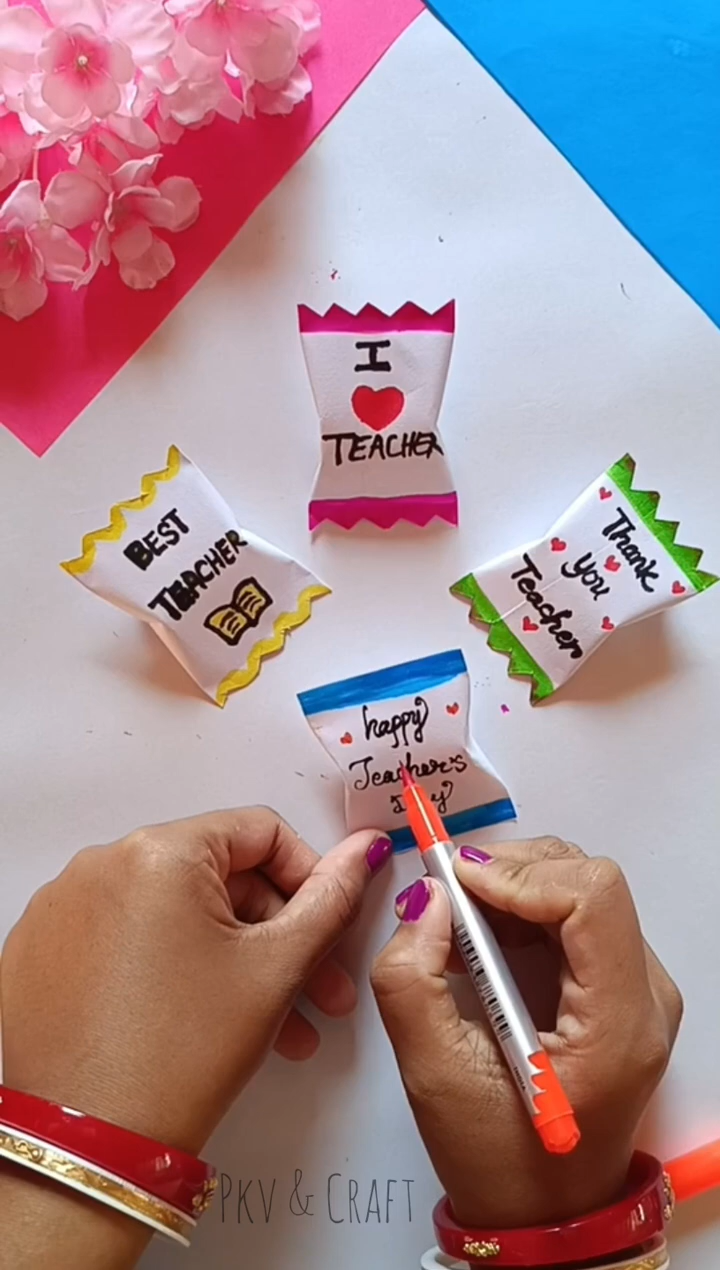 I
TEACHER
BEST
TEACHER
Thank
you
Teacher
happy
Teacher's
Day
PKV & CRAFT